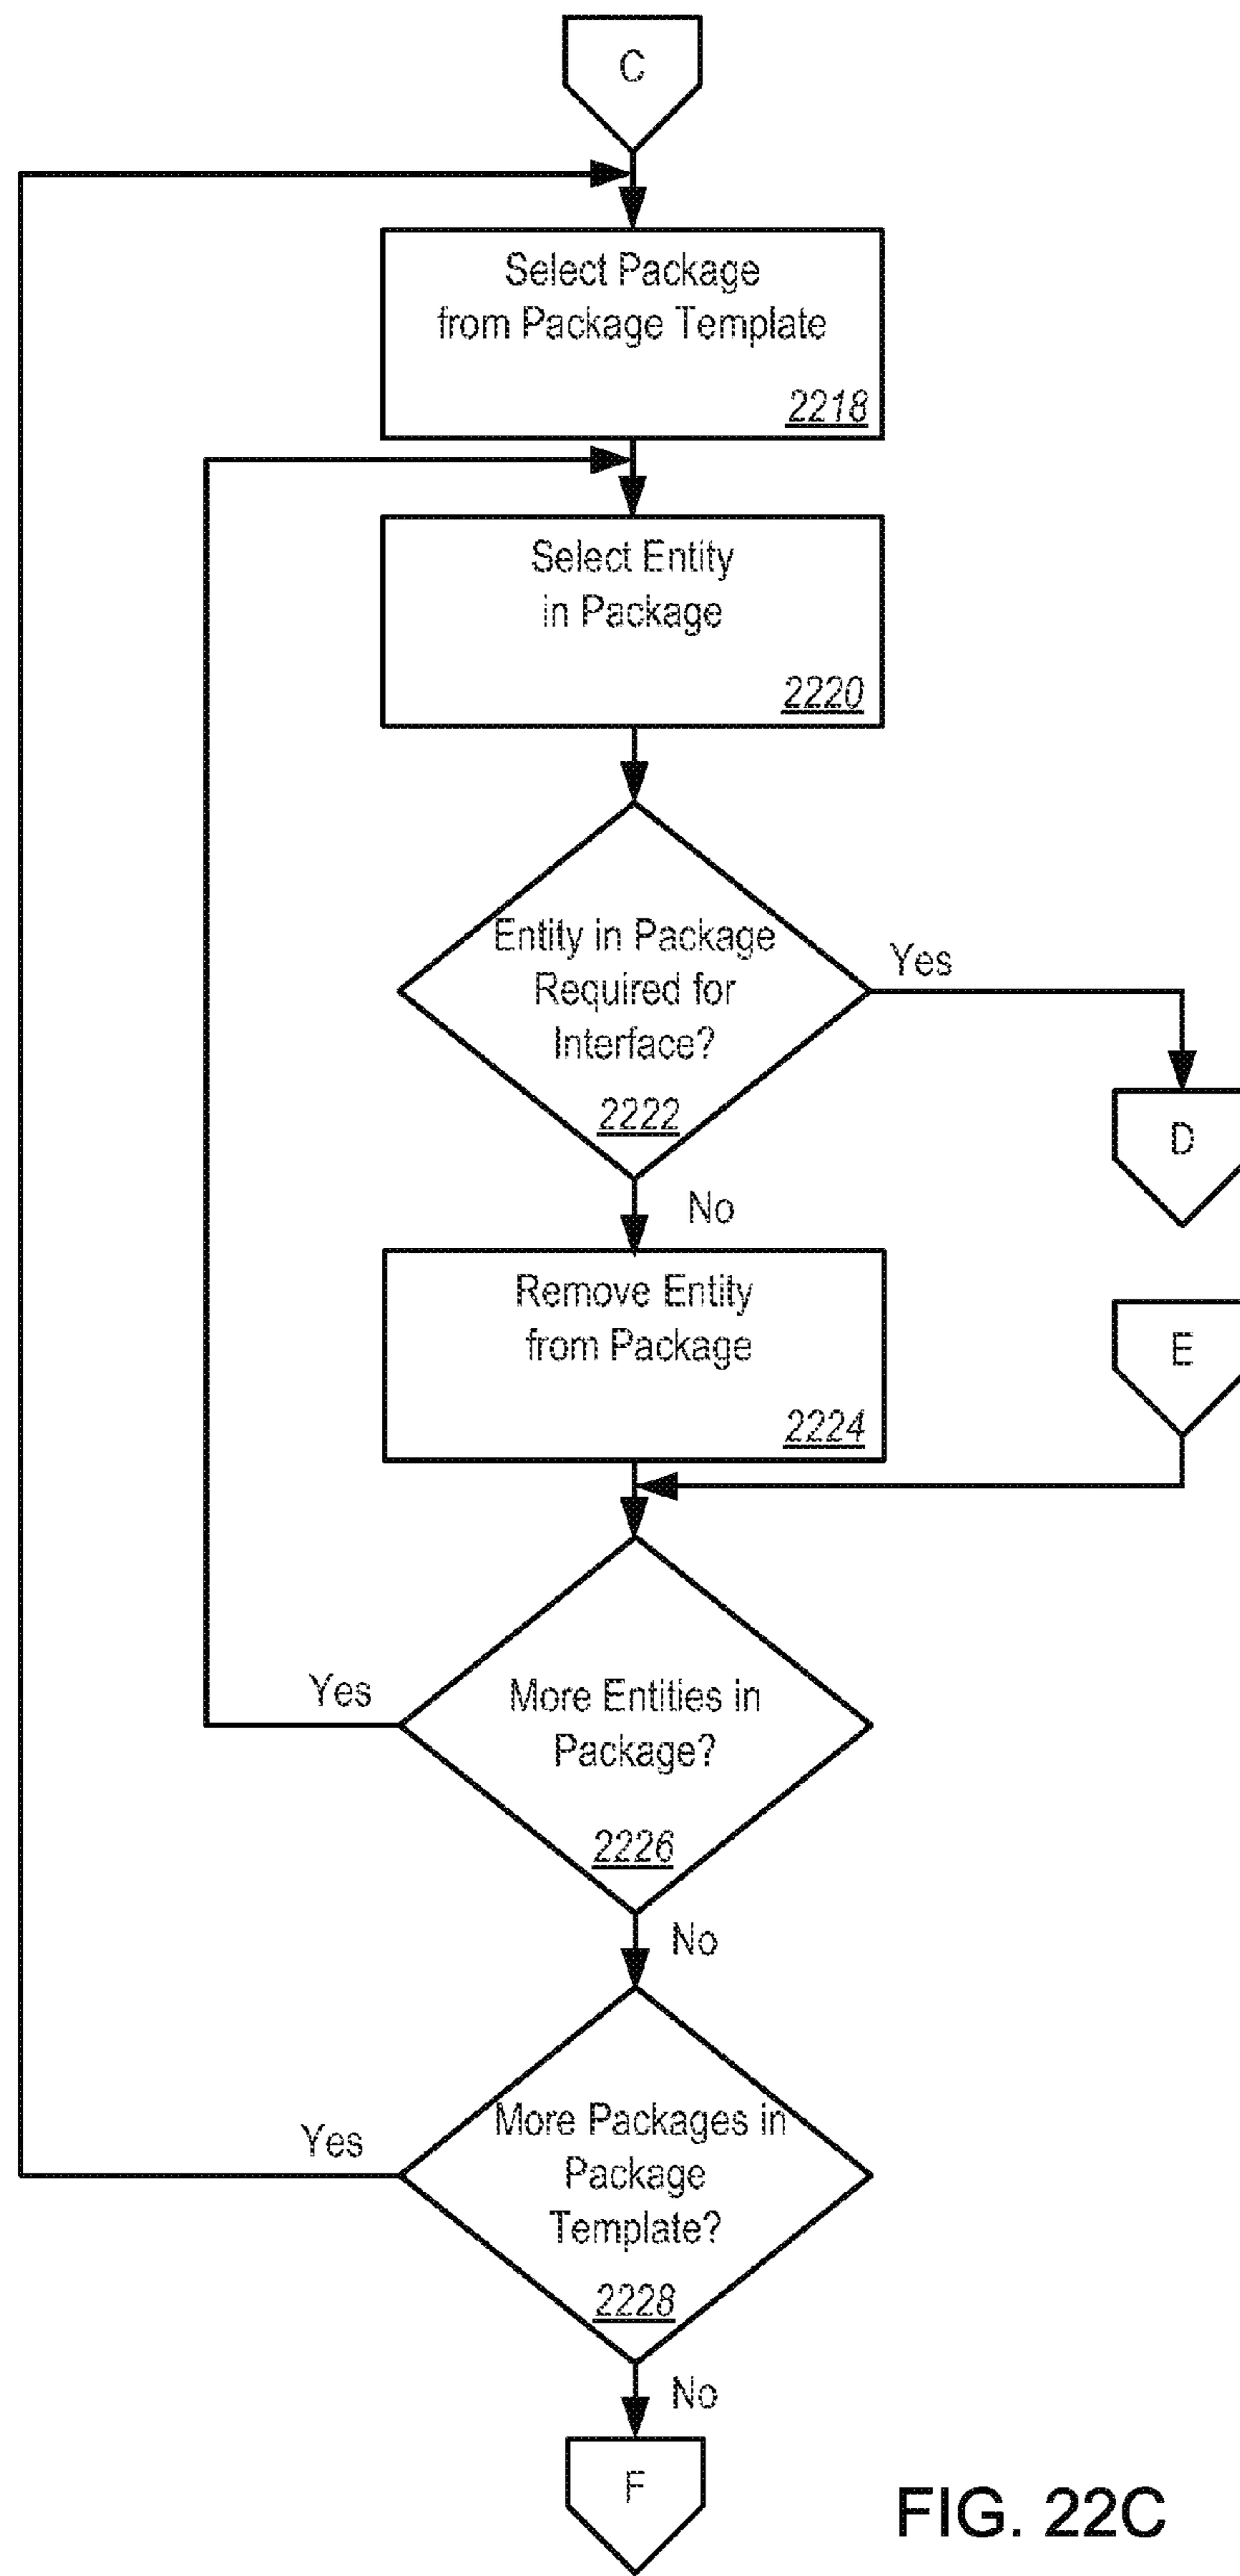 C
Select Package
from Package Template
2218
Select Entity
in Package
2220
Entity in Package
Required for
Interface?
2222
Yes
D
No
Remove Entity
from Package
2224
E
More Entities in
Package?
2226
Yes
No
More Packages in
Package
Template?
2228
Yes
No
F
FIG. 22C